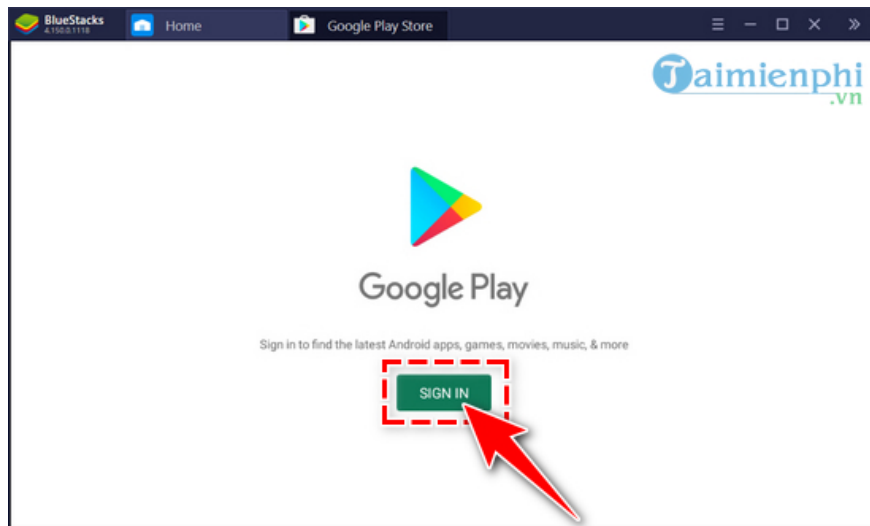 BlueStacks
4.150.0.1118
Home
Google Play Store
Taimienphi
.vn
Google Play
Sign in to find the latest Android apps, games, movies, music, & more
SIGN IN